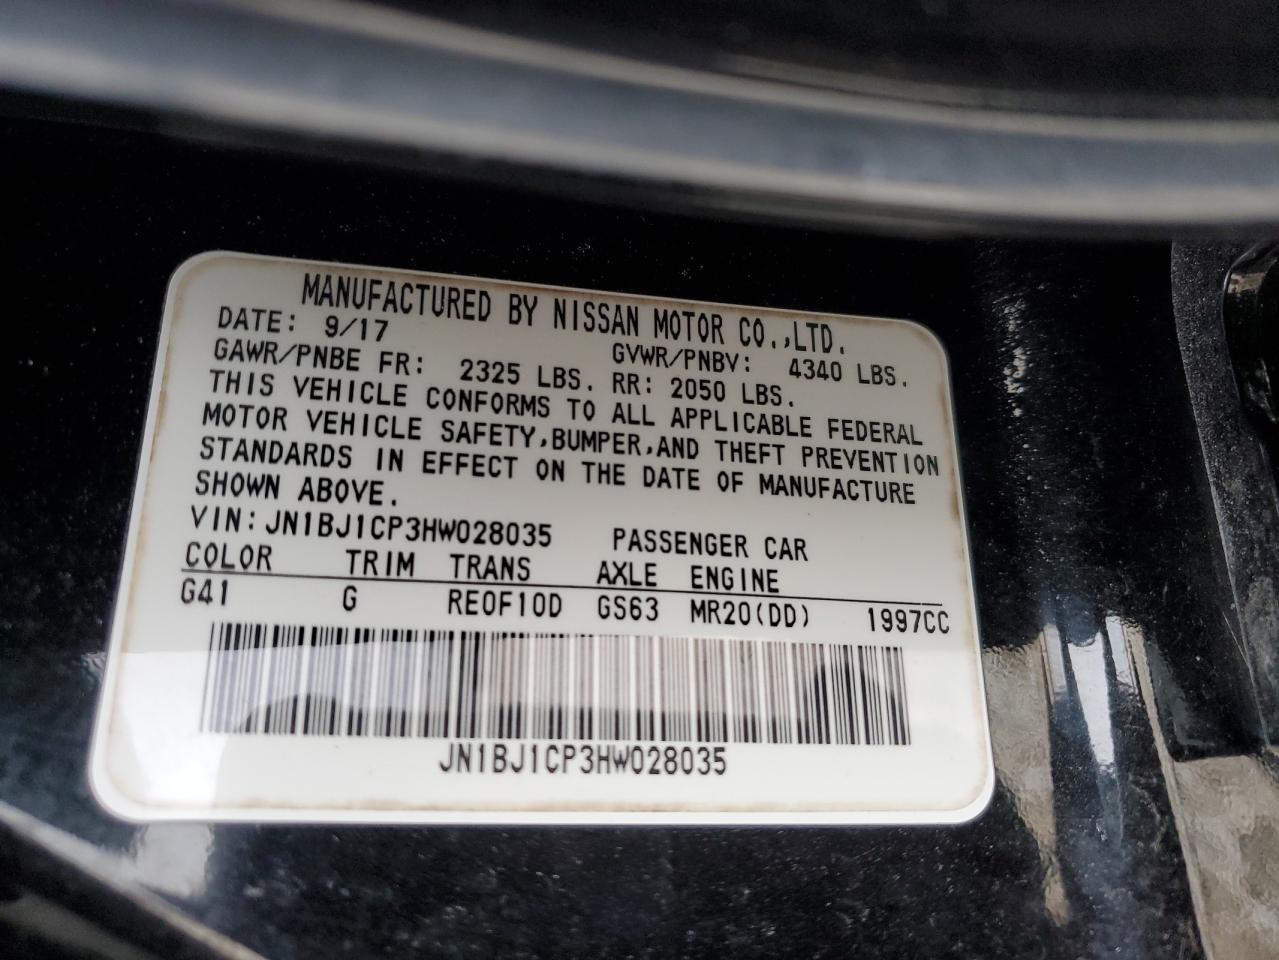 MANUFACTURED BY NISSAN MOTOR CO.,LTD.
DATE: 9/17 GVWR/PNBV: 4340 LBS.
GAWR/PNBE FR: 2325 LBS. RR: 2050 LBS.
THIS VEHICLE CONFORMS TO ALL APPLICABLE FEDERAL
MOTOR VEHICLE SAFETY,BUMPER,AND THEFT PREVENTION
STANDARDS IN EFFECT ON THE DATE OF MANUFACTURE
SHOWN ABOVE.
VIN: JN1BJ1CP3HW028035 PASSENGER CAR
COLOR TRIM TRANS AXLE ENGINE
G41 G RE0F10D GS63 MR20(DD) 1997CC
JN1BJ1CP3HW028035